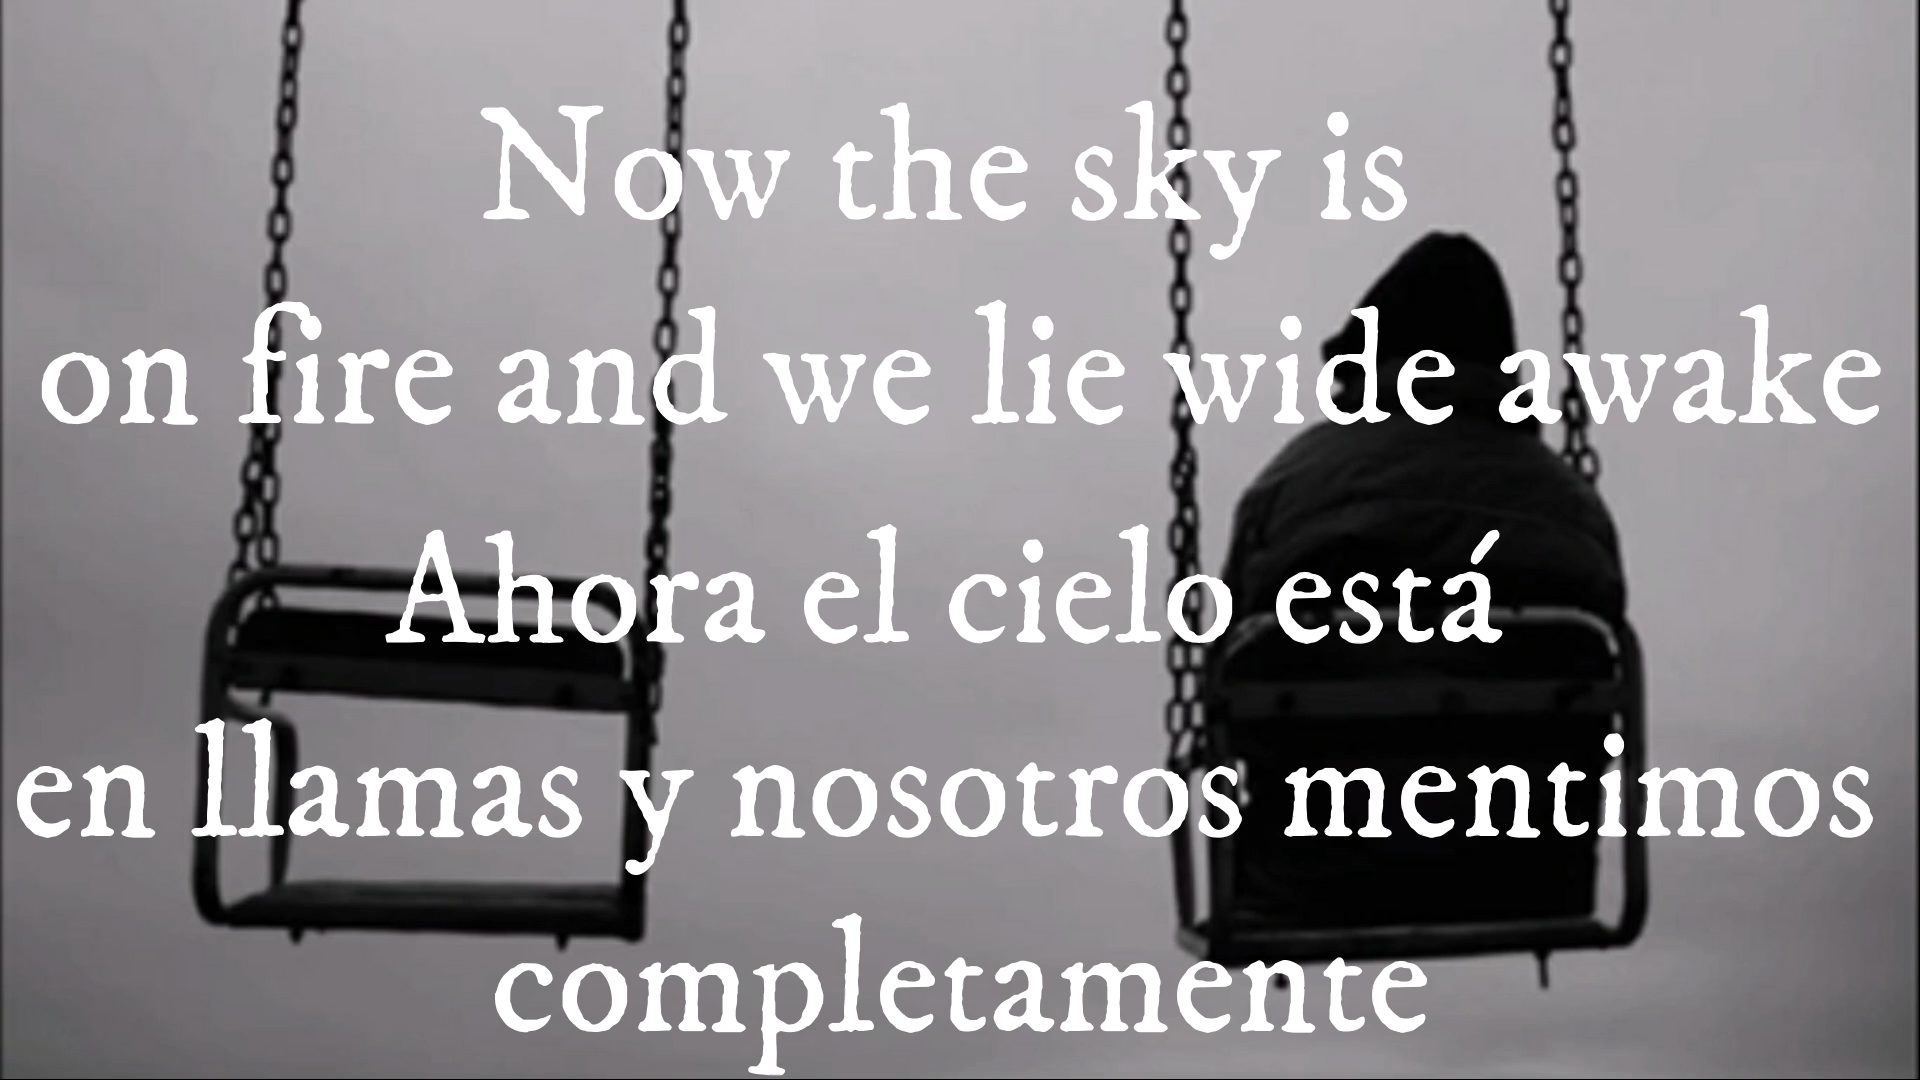 Now the sky is
on fire and we lie wide awake
Ahora el cielo está
en llamas y nosotros mentimos
completamente